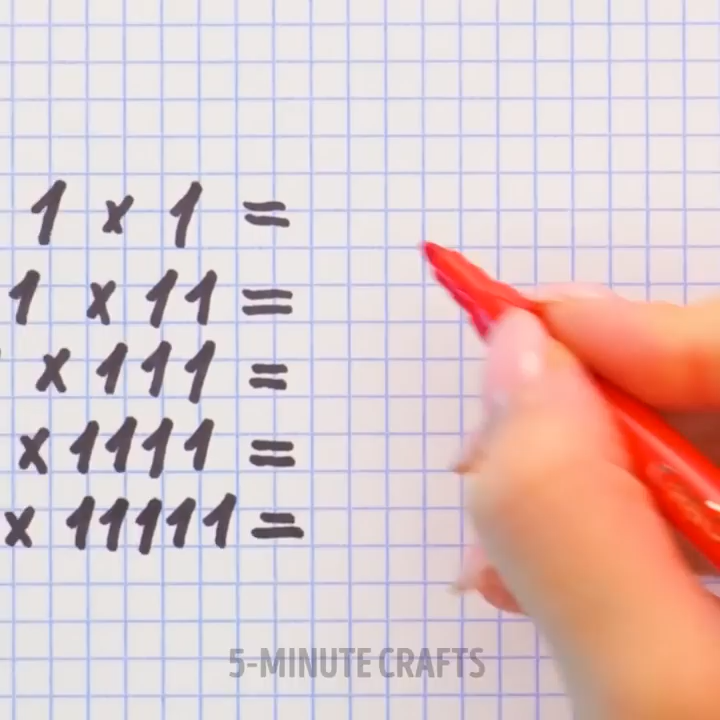 1 x 1 =
1 x 11 =
x 111 =
x 1111 =
x 11111 =
5-MINUTE CRAFTS